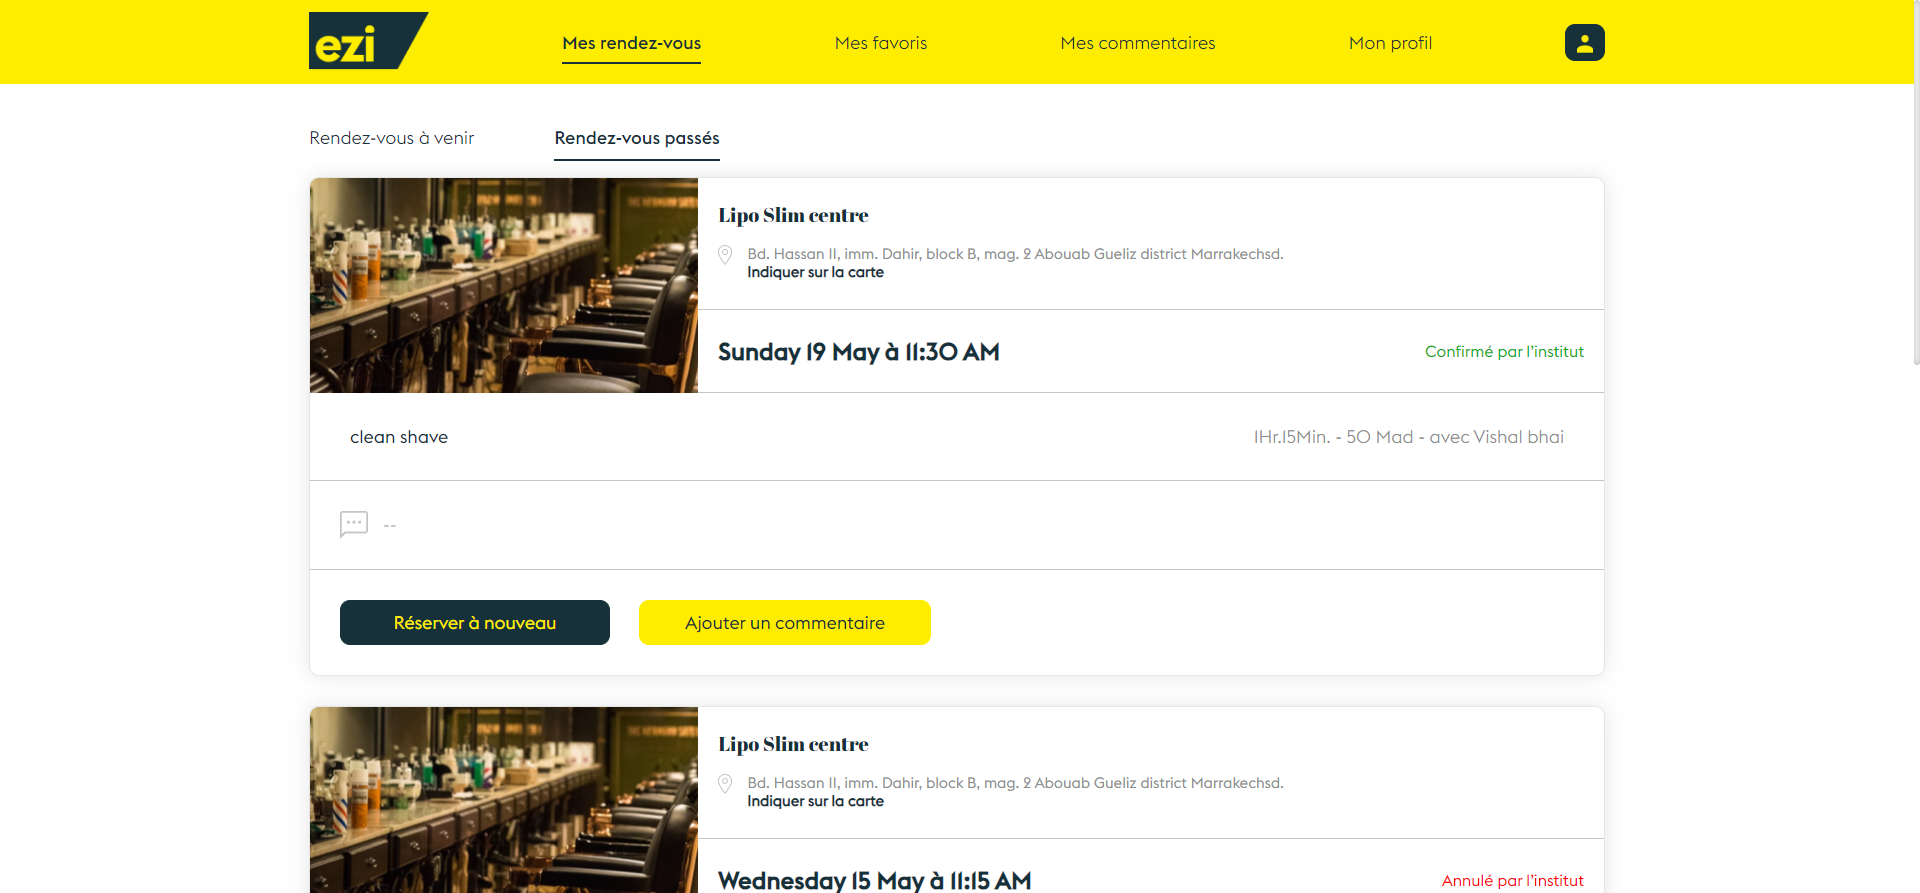 ezi
Mes rendez-vous
Mes favoris
Mes commentaires
Mon profil
Rendez-vous à venir
Rendez-vous passés
Lipo Slim centre
Bd. Hassan II, imm. Dahir, block B, mag. 2 Abouab Gueliz district Marrakechsd.
Indiquer sur la carte
Sunday 19 May à 11:30 AM
Confirmé par l'institut
clean shave
1Hr.15Min. - 50 Mad - avec Vishal bhai
--
Réserver à nouveau
Ajouter un commentaire
Lipo Slim centre
Bd. Hassan II, imm. Dahir, block B, mag. 2 Abouab Gueliz district Marrakechsd.
Indiquer sur la carte
Wednesday 15 May à 11:15 AM
Annulé par l'institut